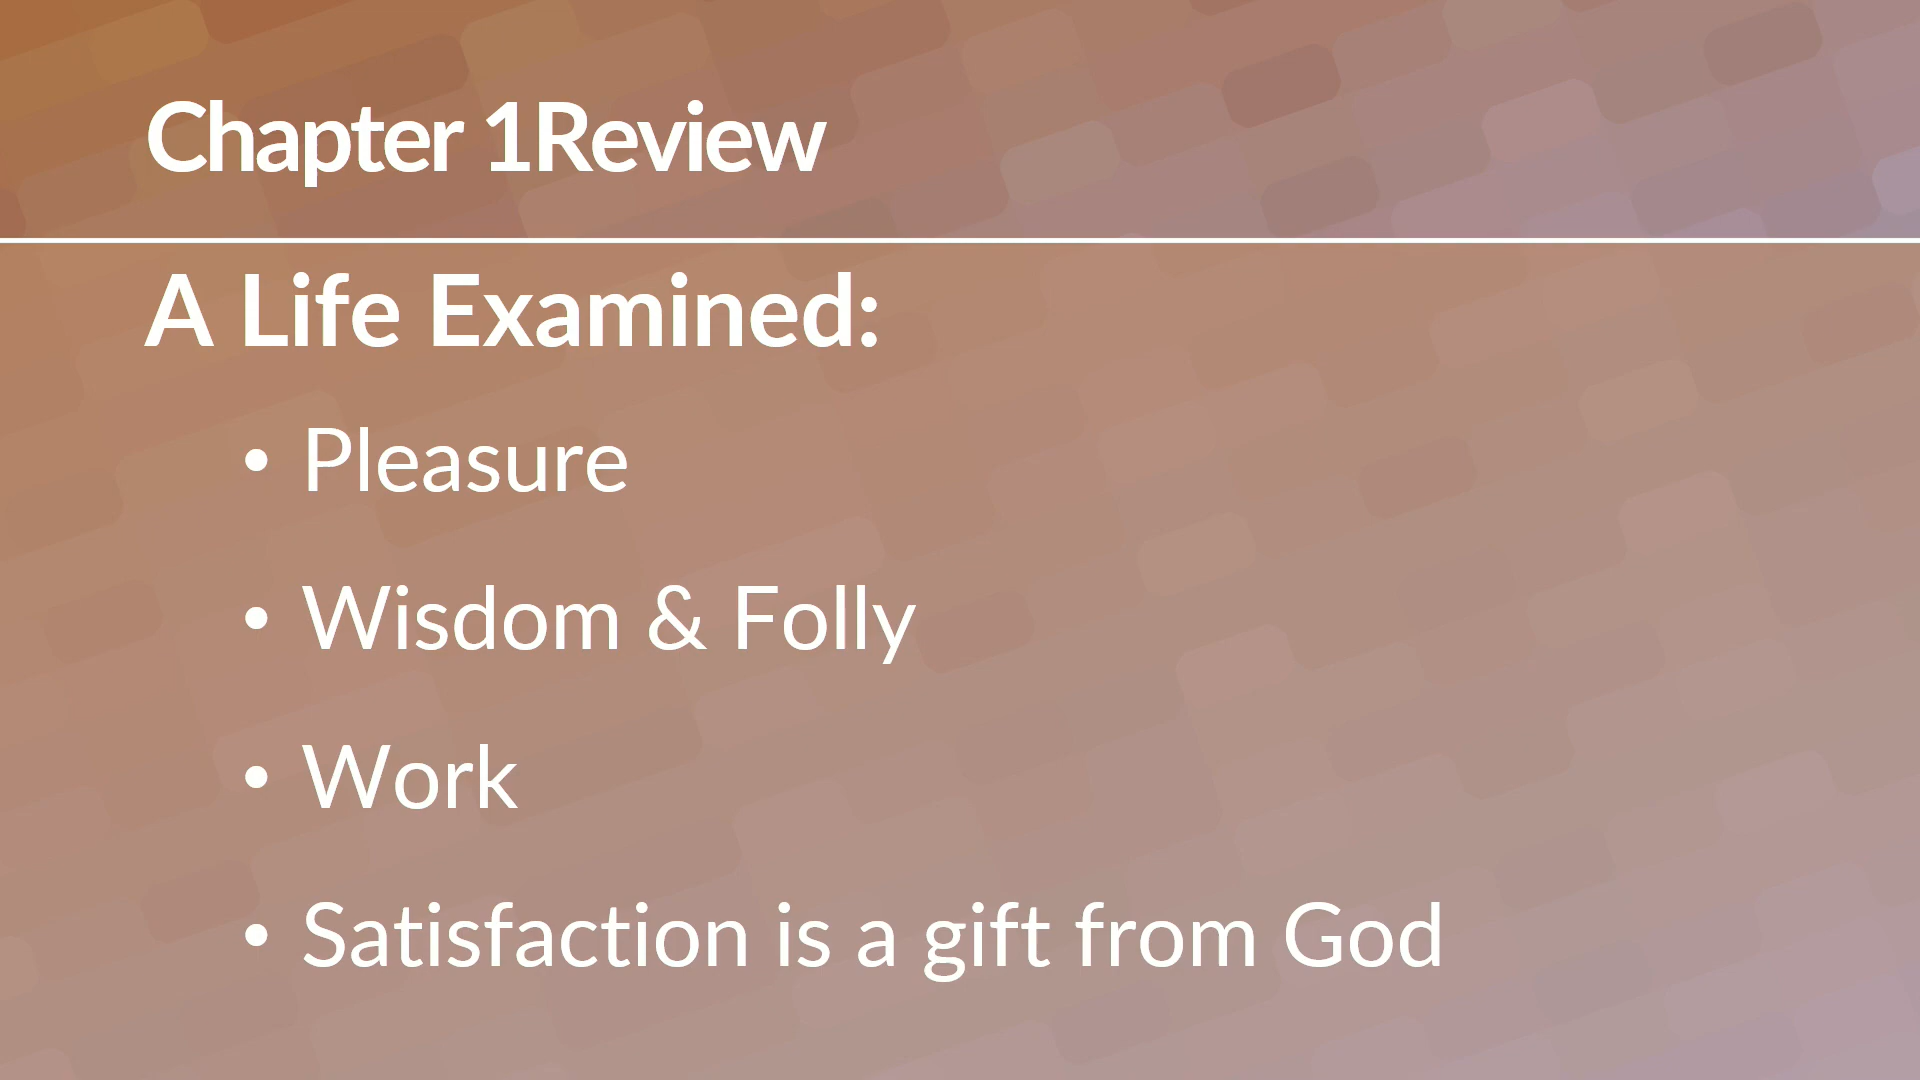 Chapter 1Review
A Life Examined:
• Pleasure
• Wisdom & Folly
• Work
• Satisfaction is a gift from God